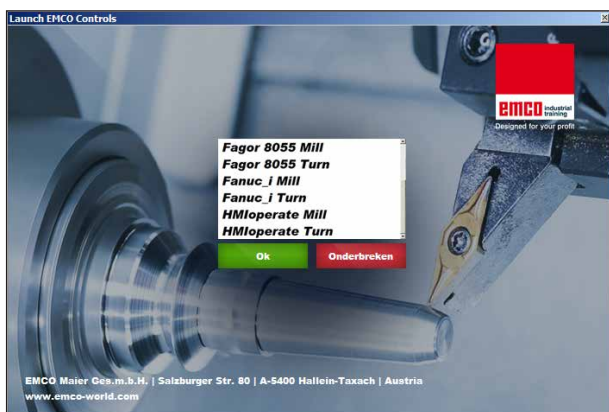 Launch EMCO Controls
emco industrial
training
Designed for your profit
Fagor 8055 Mill
Fagor 8055 Turn
Fanuc_i Mill
Fanuc_i Turn
HMIoperate Mill
HMIoperate Turn
Ok
Onderbreken
EMCO Maier Ges.m.b.H. | Salzburger Str. 80 | A-5400 Hallein-Taxach | Austria
www.emco-world.com